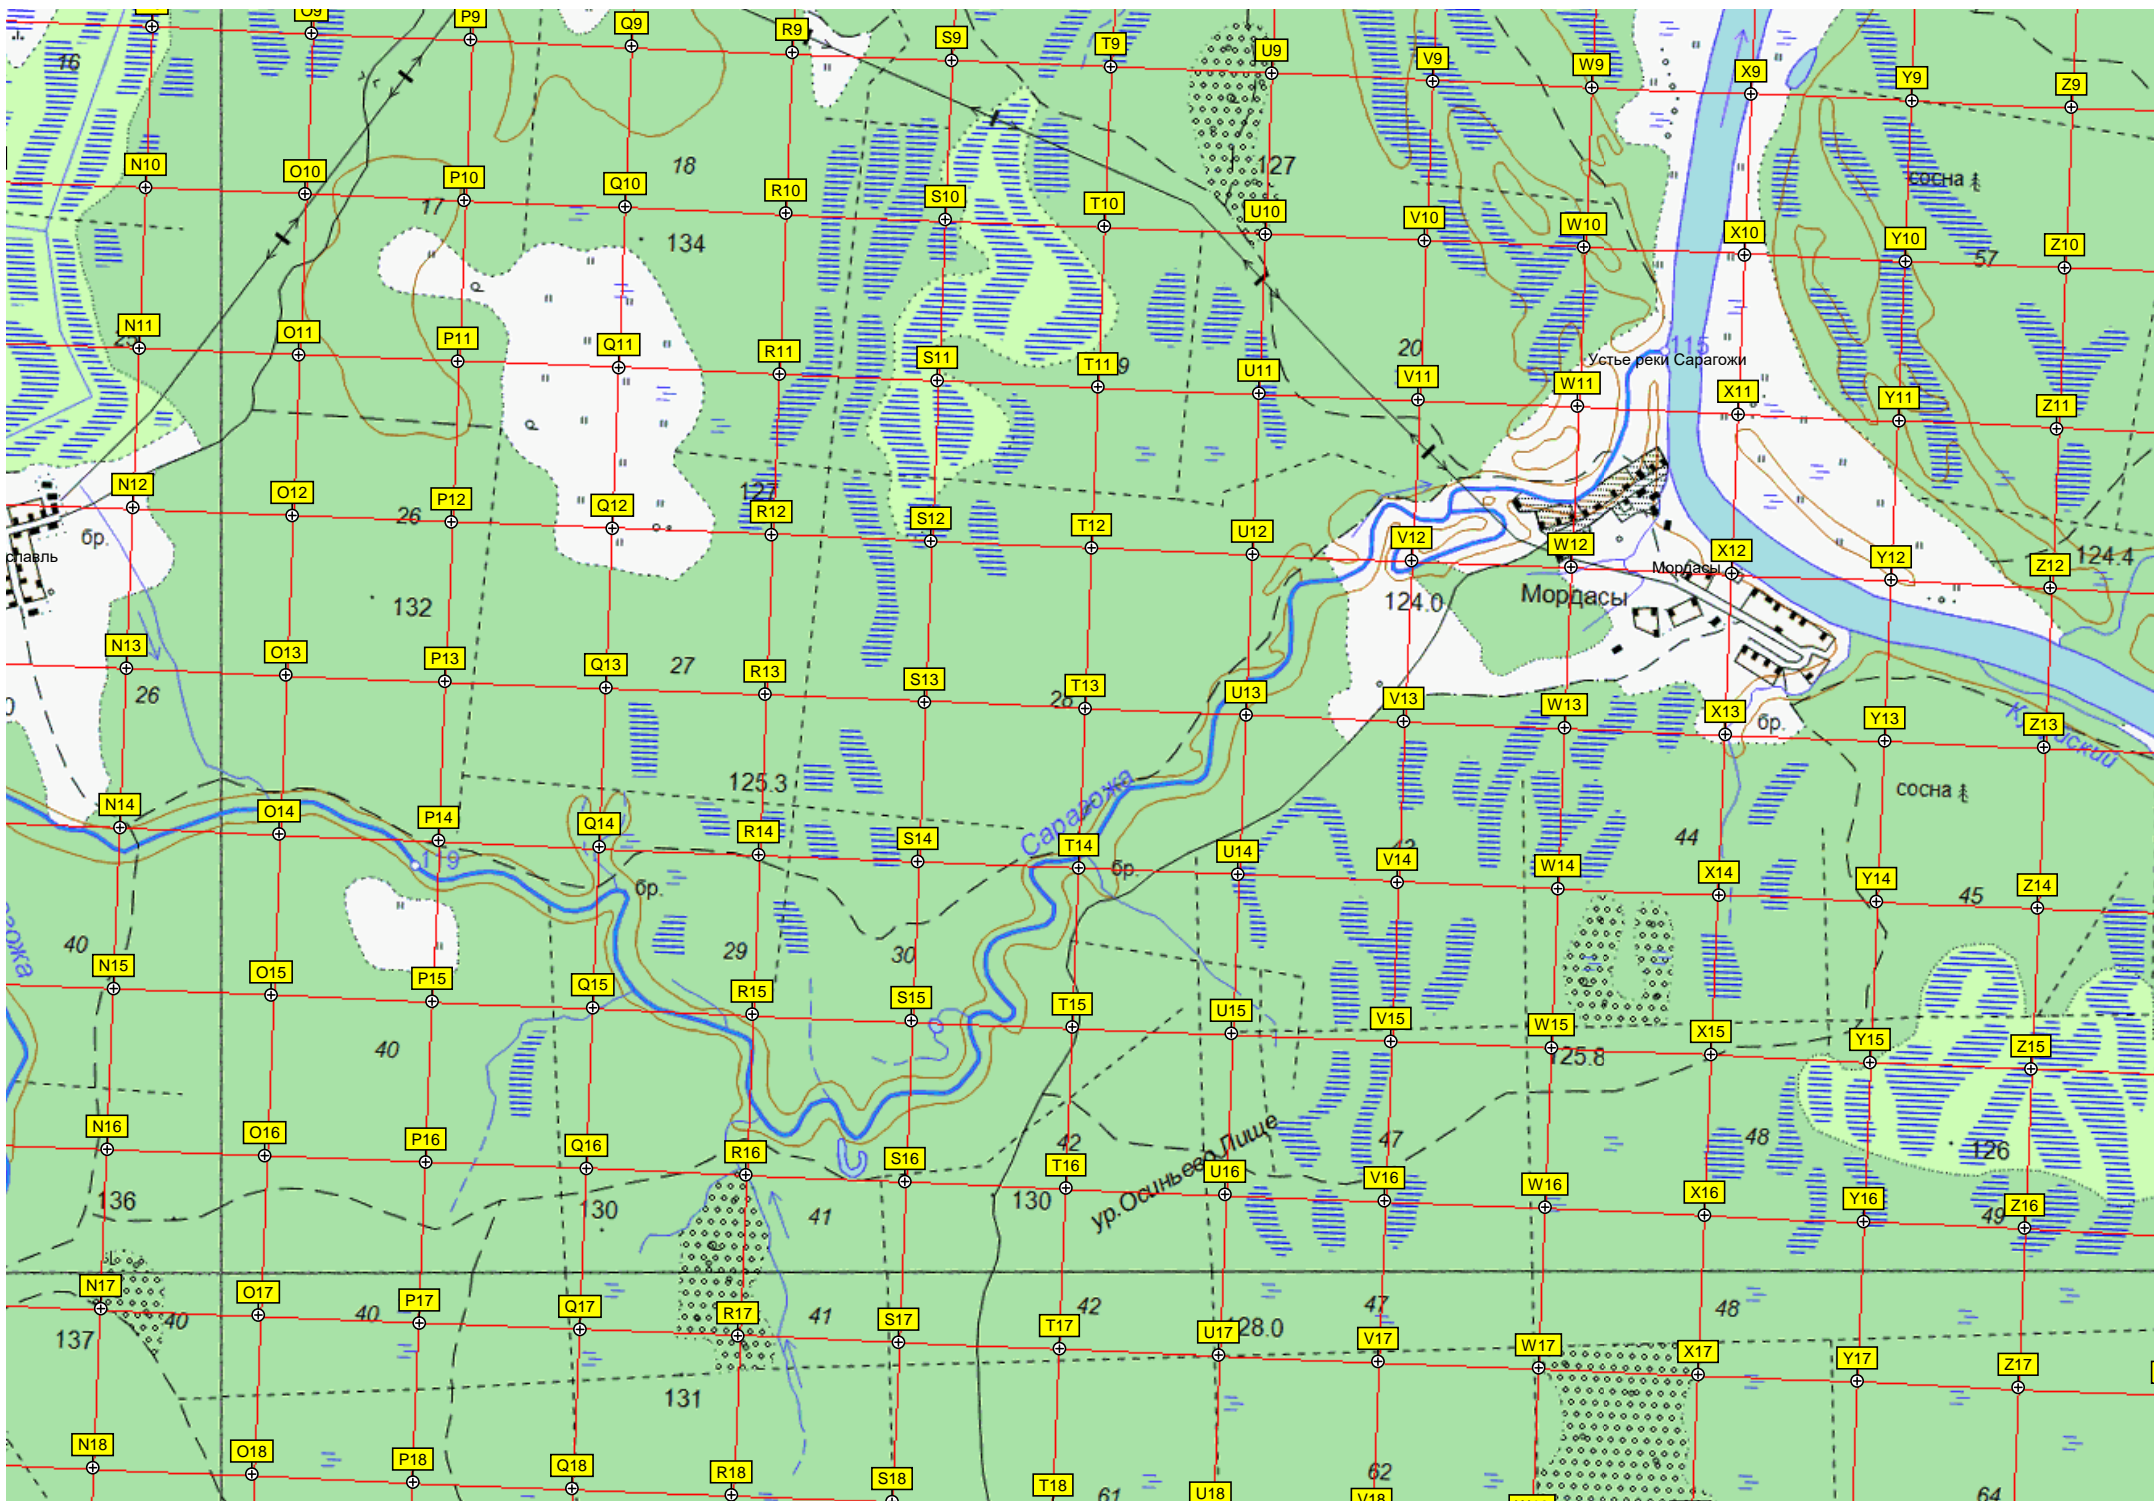 O9 P9 Q9 R9 S9 T9 U9 V9 W9 X9 Y9 Z9
16
18 127 сосна
N10 O10 P10 Q10 R10 S10 T10 U10 V10 W10 X10 Y10 Z10
17 134 57
N11 O11 P11 Q11 R11 S11 T11 U11 V11 W11 X11 Y11 Z11
20 115
Устье реки Сарагожи
N12 O12 P12 Q12 R12 S12 T12 U12 V12 W12 X12 Y12 Z12
26 127
бр.
славль
124.4
Мордасы
132 124.0 Мордасы
N13 O13 P13 Q13 R13 S13 T13 U13 V13 W13 X13 Y13 Z13
26 27 бр.
125.3 сосна
Сарагожа
N14 O14 P14 Q14 R14 S14 T14 U14 V14 W14 X14 Y14 Z14
119 44
бр. бр. 45
40 29 30
N15 O15 P15 Q15 R15 S15 T15 U15 V15 W15 X15 Y15 Z15
40 125.8
42 47 48 126
N16 O16 P16 Q16 R16 S16 T16 U16 V16 W16 X16 Y16 Z16
ур.Осиньево Пище
136 130 41 130 49
N17 O17 P17 Q17 R17 S17 T17 U17 V17 W17 X17 Y17 Z17
137 40 40 41 42 47 48
131
N18 O18 P18 Q18 R18 S18 T18 U18 V18
62 61 64